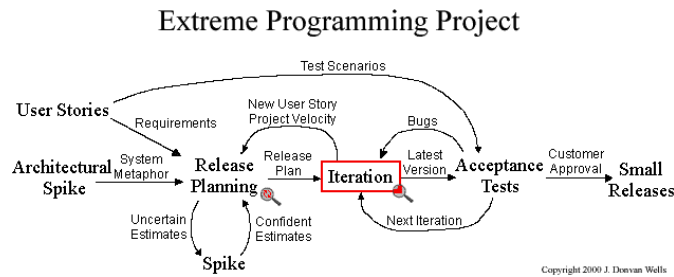 Extreme Programming Project
Test Scenarios
User Stories
Requirements
New User Story
Project Velocity
Bugs
Architectural
Spike
System
Metaphor
Release
Planning
Release
Plan
Iteration
Latest
Version
Acceptance
Tests
Customer
Approval
Small
Releases
Uncertain
Estimates
Confident
Estimates
Next Iteration
Spike
Copyright 2000 J. Donvan Wells